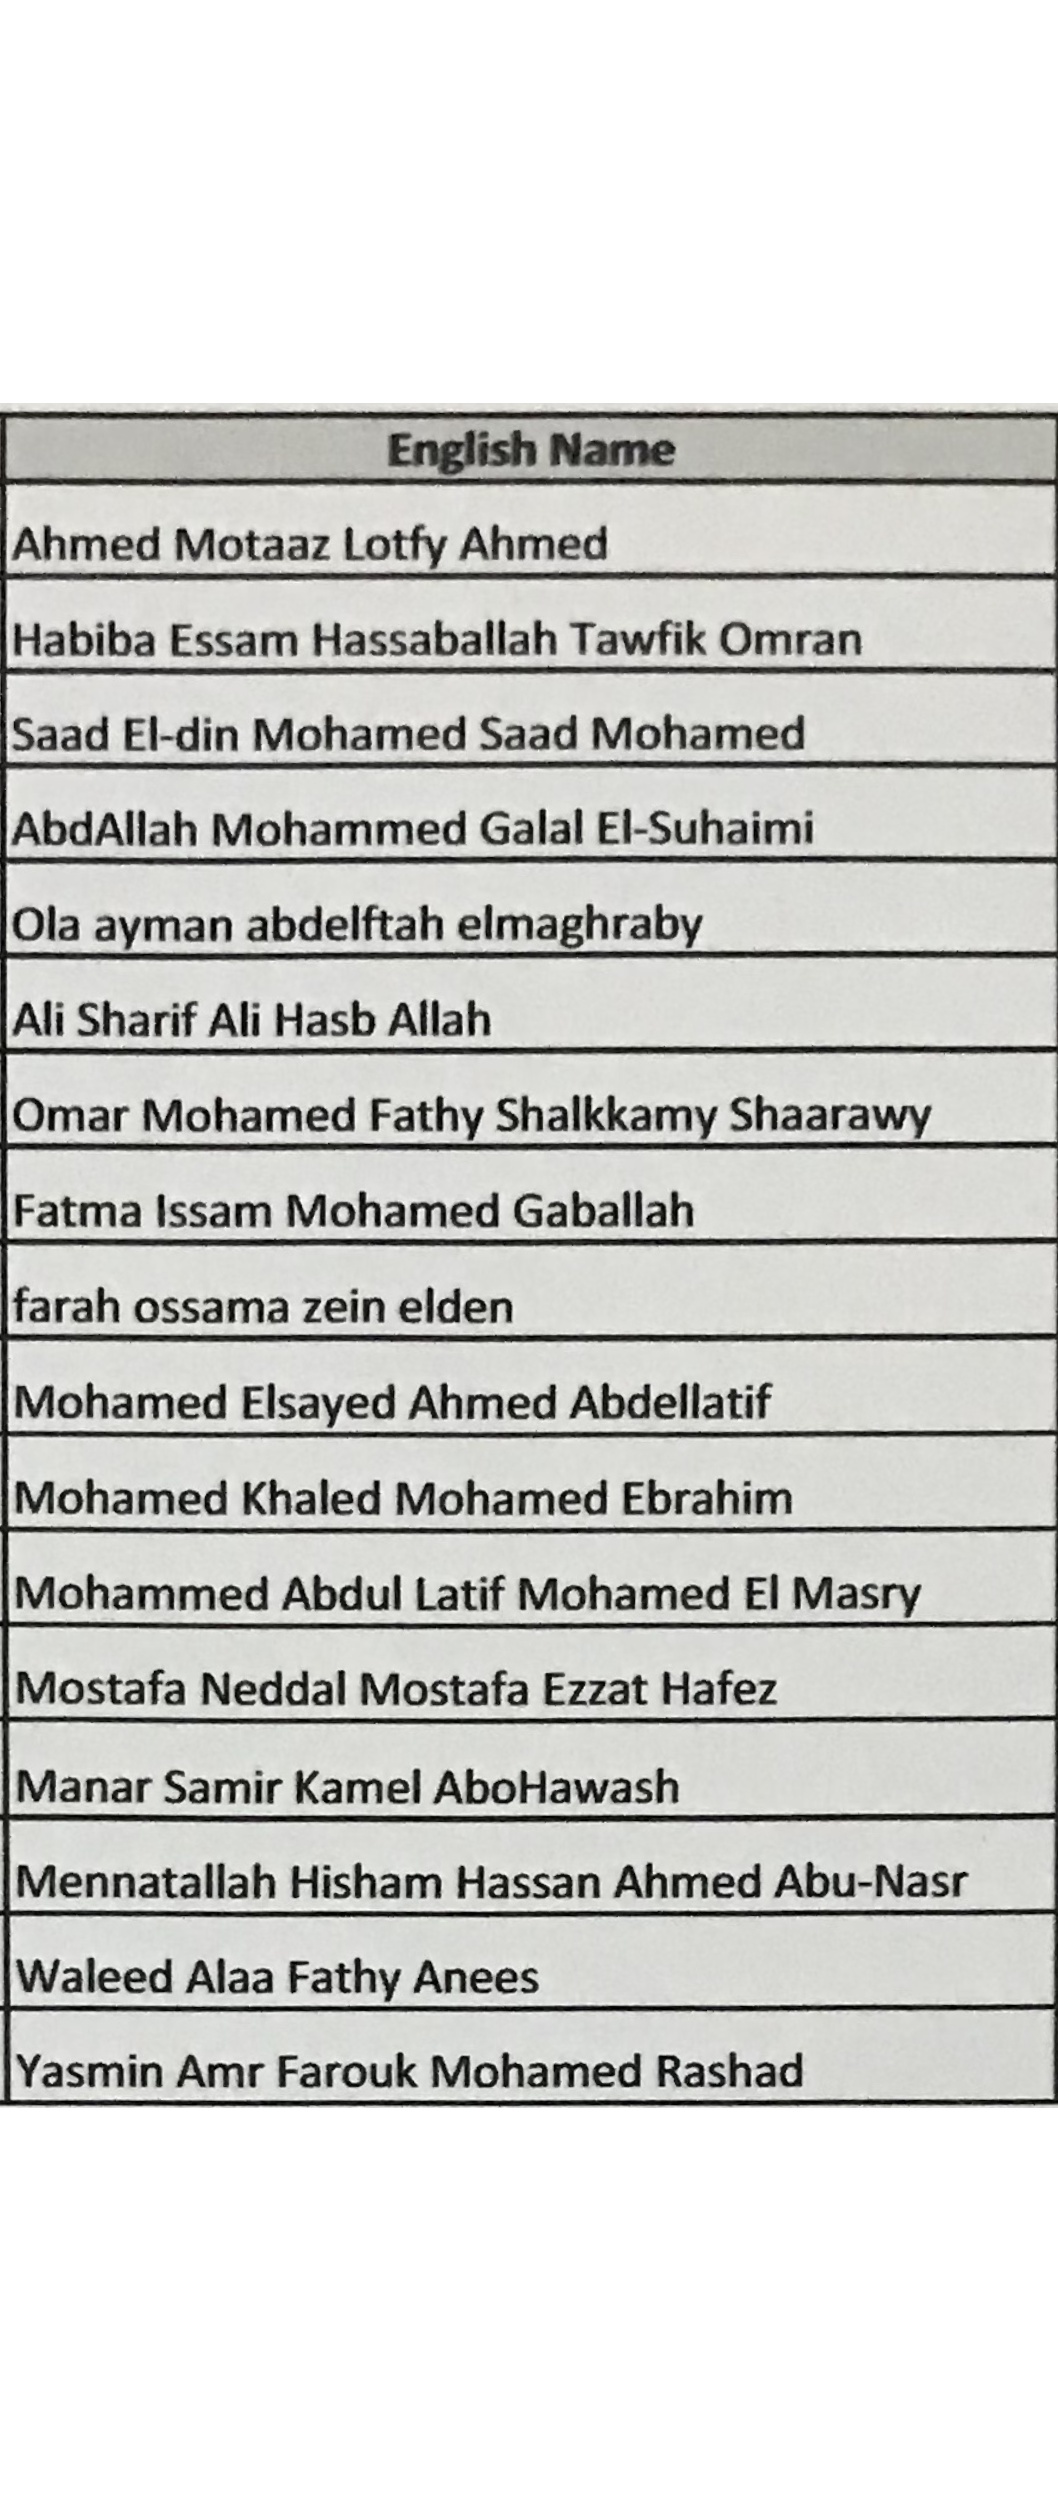 English Name
Ahmed Motaaz Lotfy Ahmed
Habiba Essam Hassaballah Tawfik Omran
Saad El-din Mohamed Saad Mohamed
AbdAllah Mohammed Galal El-Suhaimi
Ola ayman abdelftah elmaghraby
Ali Sharif Ali Hasb Allah
Omar Mohamed Fathy Shalkkamy Shaarawy
Fatma Issam Mohamed Gaballah
farah ossama zein elden
Mohamed Elsayed Ahmed Abdellatif
Mohamed Khaled Mohamed Ebrahim
Mohammed Abdul Latif Mohamed El Masry
Mostafa Neddal Mostafa Ezzat Hafez
Manar Samir Kamel AboHawash
Mennatallah Hisham Hassan Ahmed Abu-Nasr
Waleed Alaa Fathy Anees
Yasmin Amr Farouk Mohamed Rashad